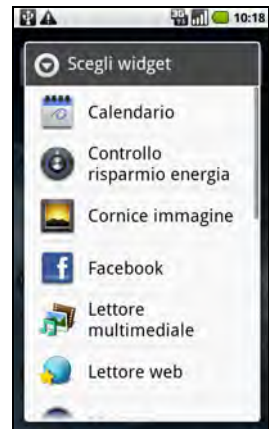 10:18
Scegli widget
Calendario
Controllo
risparmio energia
Cornice immagine
Facebook
Lettore
multimediale
Lettore web